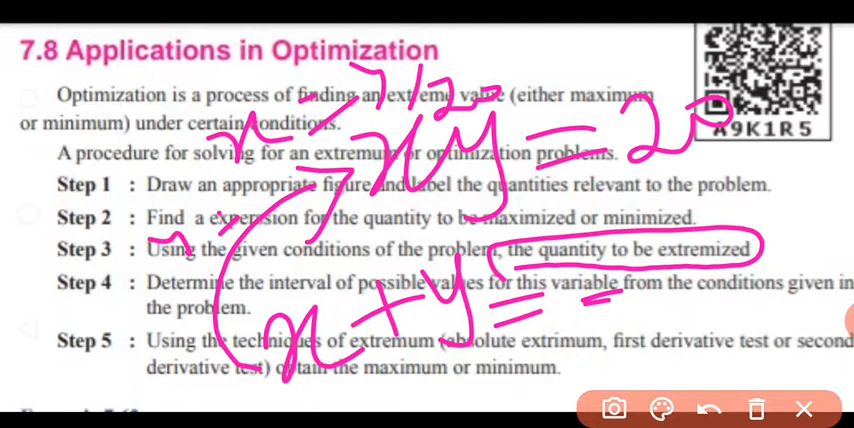 7.8 Applications in Optimization
Optimization is a process of finding an extreme value (either maximum
or minimum) under certain conditions.
A procedure for solving for an extremum or optimization problems.
Step 1 : Draw an appropriate figure and label the quantities relevant to the problem.
Step 2 : Find a experssion for the quantity to be maximized or minimized.
Step 3 : Using the given conditions of the problem, the quantity to be extremized
Step 4 : Determine the interval of possible values for this variable from the conditions given in
the problem.
Step 5 : Using the techniques of extremum (absolute extrimum, first derivative test or second
derivative test) obtain the maximum or minimum.
A9K1R5
xy = 20
x + y =